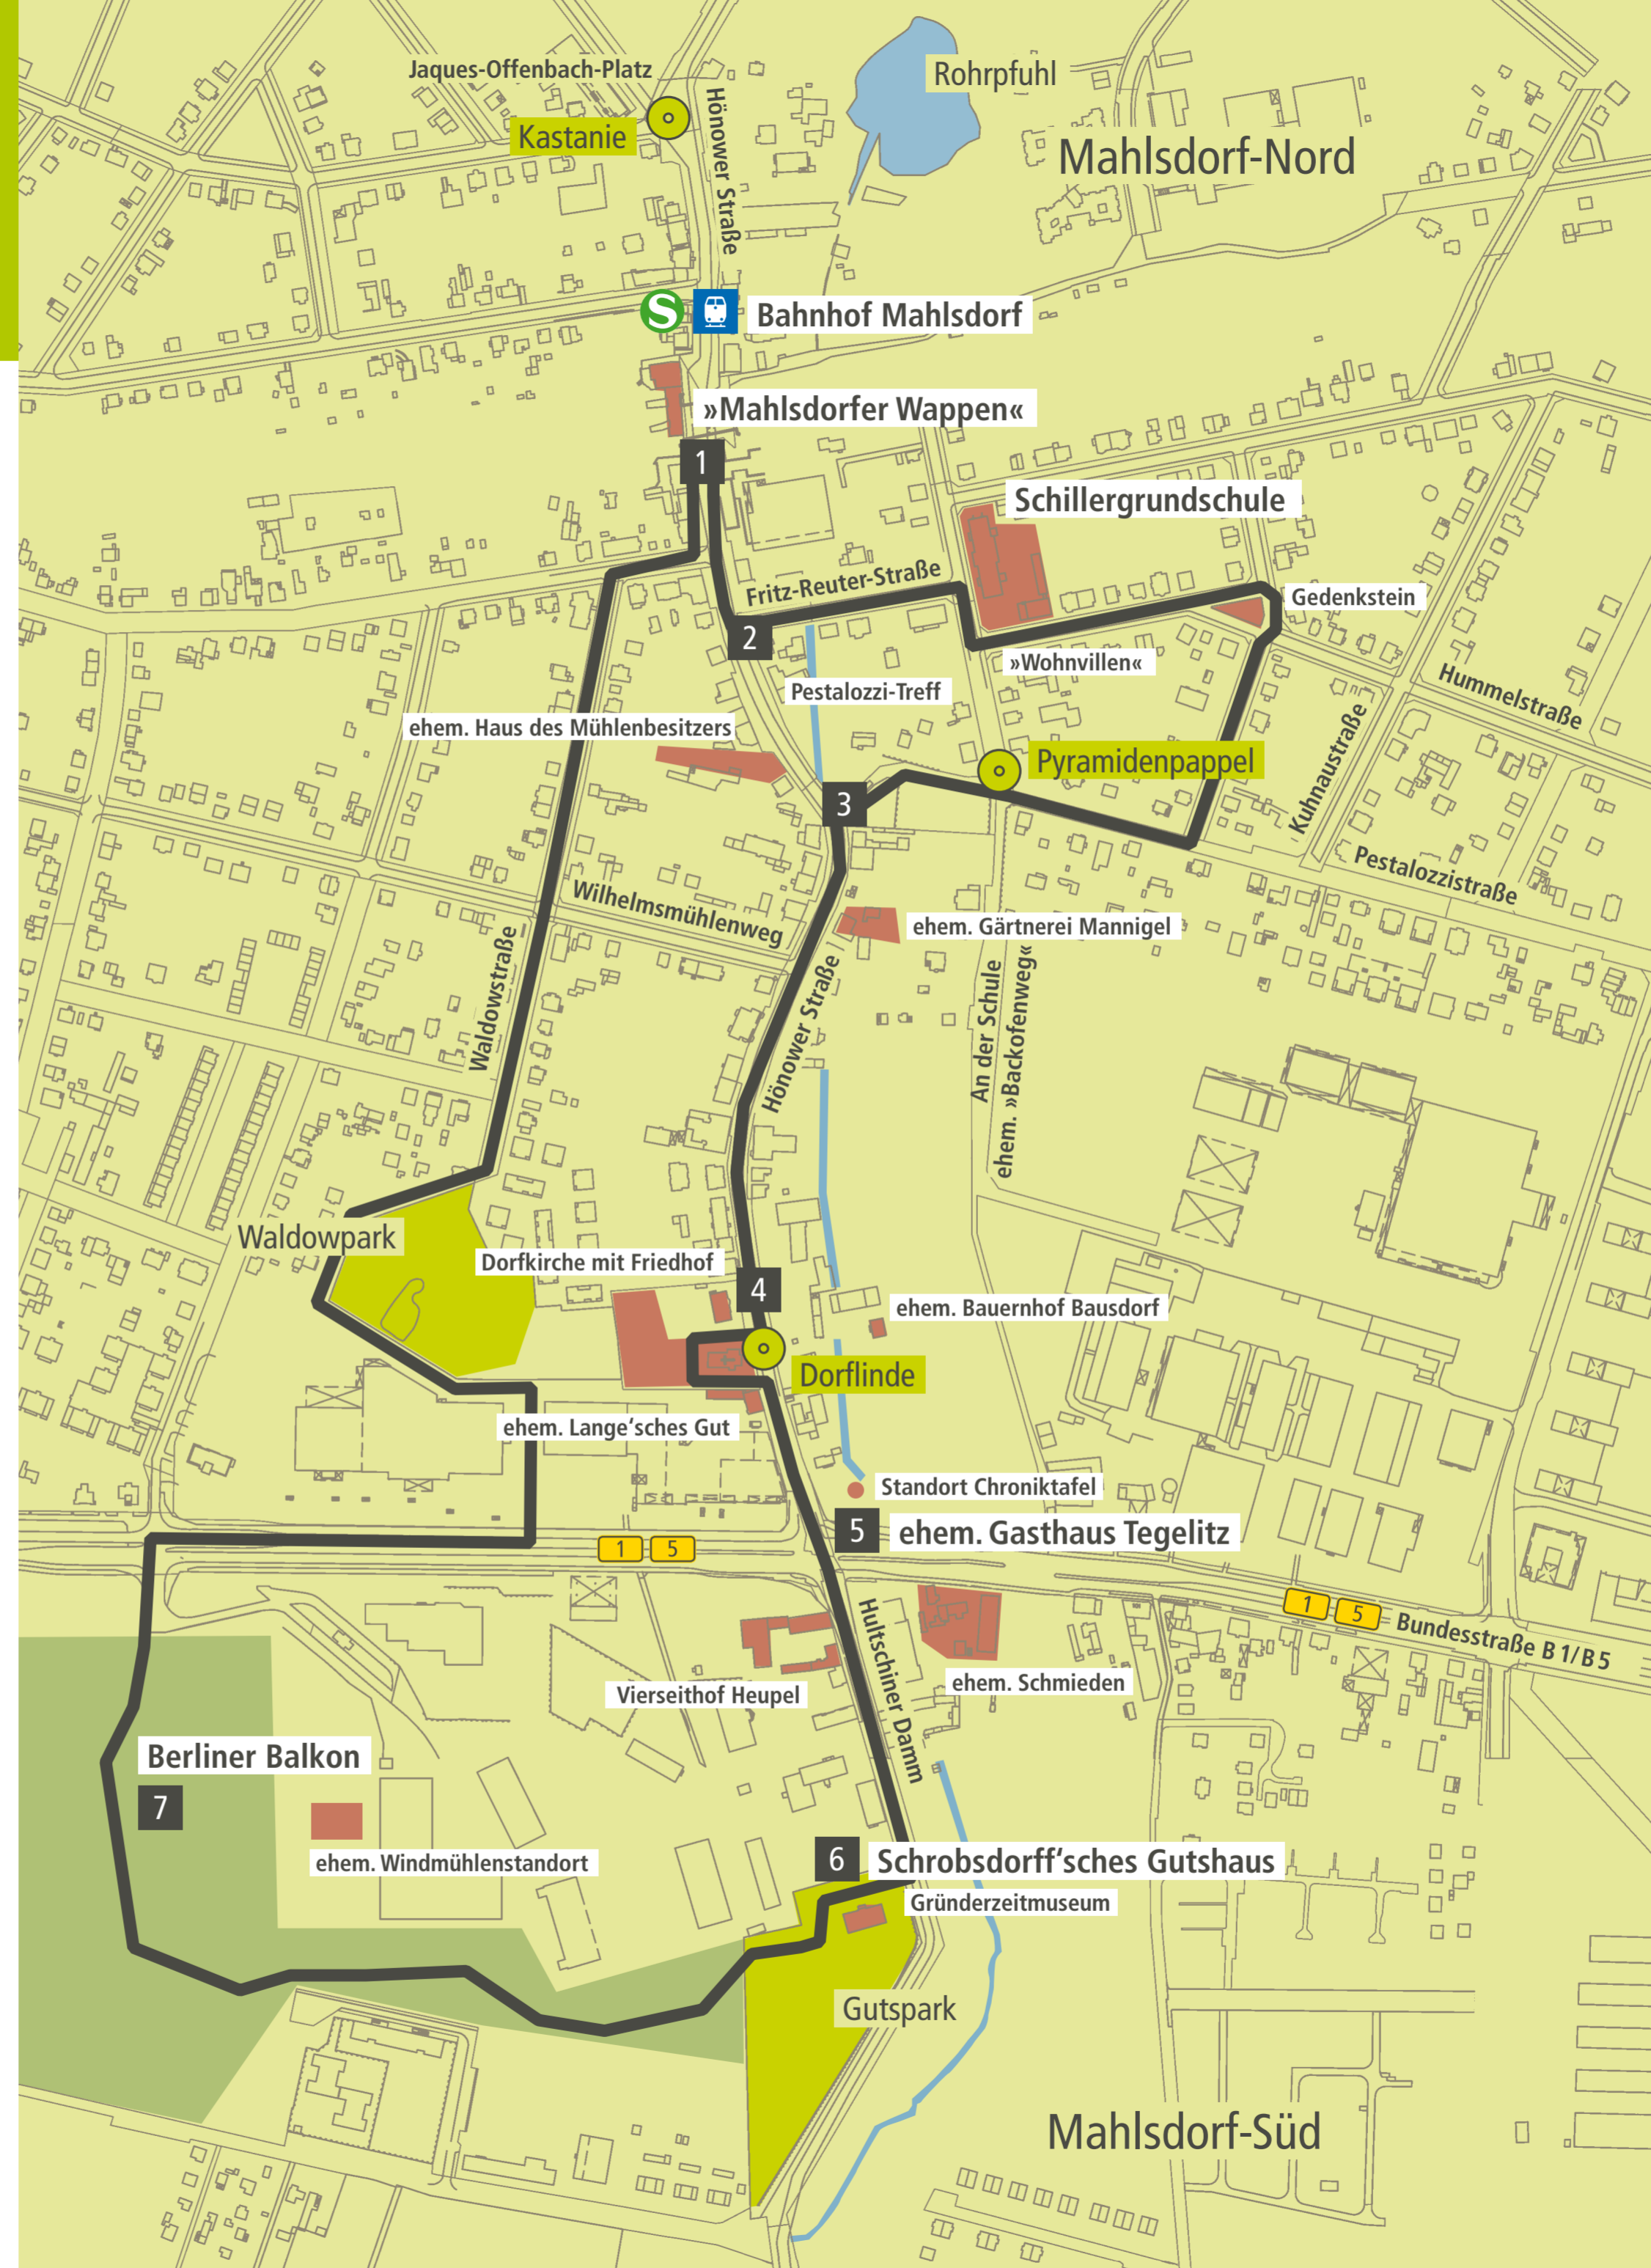 Jaques-Offenbach-Platz
Rohrpfuhl
Kastanie
Hönower Straße
Mahlsdorf-Nord
S
Bahnhof Mahlsdorf
»Mahlsdorfer Wappen«
1
Schillergrundschule
Fritz-Reuter-Straße
Gedenkstein
2
»Wohnvillen«
Pestalozzi-Treff
Hummelstraße
ehem. Haus des Mühlenbesitzers
Pyramidenpappel
Kuhnaustraße
3
Pestalozzistraße
Wilhelmsmühlenweg
ehem. Gärtnerei Mannigel
Waldowstraße
Hönower Straße
An der Schule
ehem. »Backofenweg«
Waldowpark
Dorfkirche mit Friedhof
4
ehem. Bauernhof Bausdorf
Dorflinde
ehem. Lange‘sches Gut
Standort Chroniktafel
5
ehem. Gasthaus Tegelitz
1 5
1 5
Bundesstraße B 1/B 5
Hultschiner Damm
ehem. Schmieden
Vierseithof Heupel
Berliner Balkon
7
ehem. Windmühlenstandort
6
Schrobsdorff‘sches Gutshaus
Gründerzeitmuseum
Gutspark
Mahlsdorf-Süd